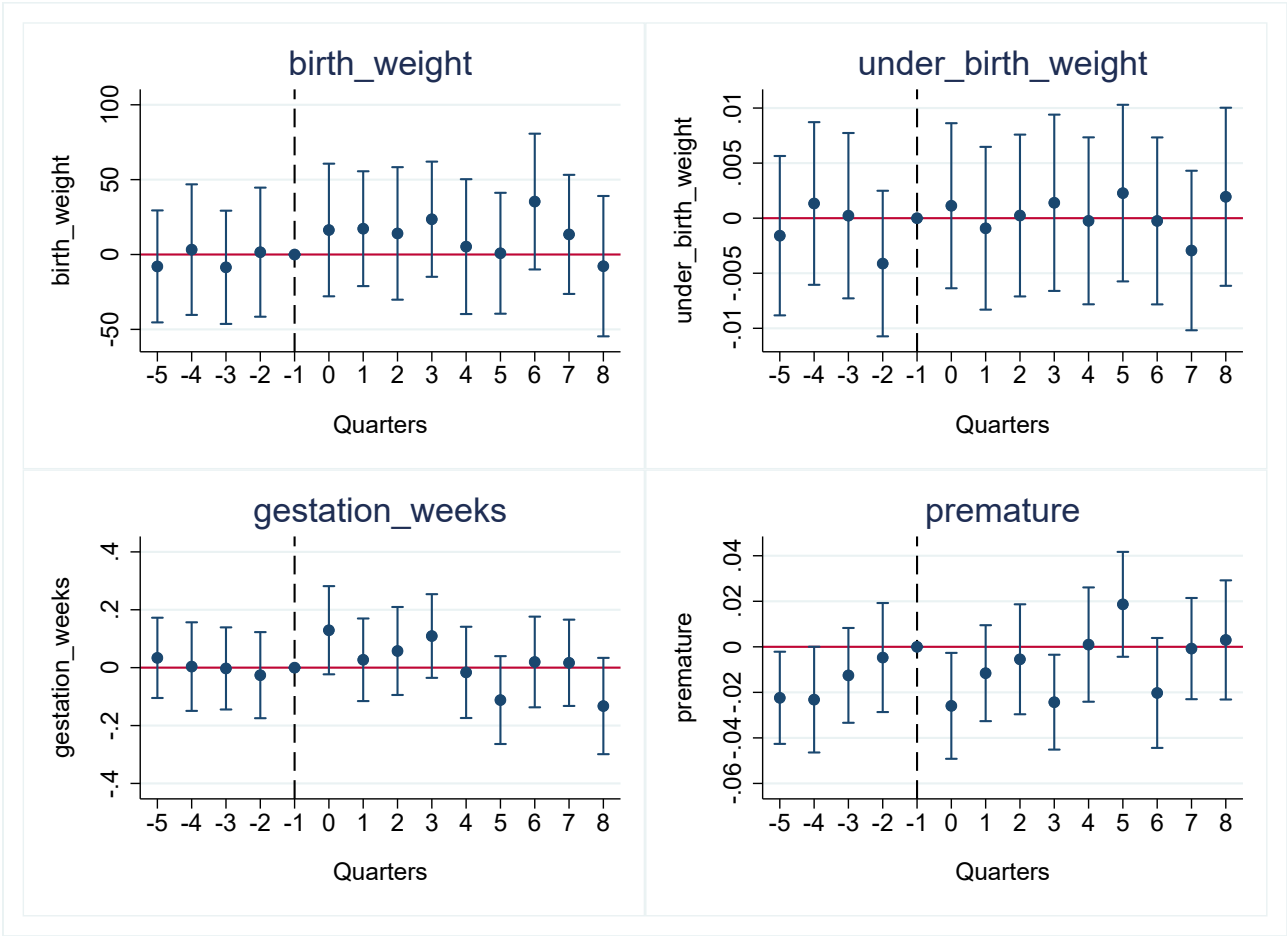 birth_weight
100
50
0
-50
birth_weight
-5 -4 -3 -2 -1 0 1 2 3 4 5 6 7 8
Quarters
under_birth_weight
.01
.005
0
-.005
-.01
under_birth_weight
-5 -4 -3 -2 -1 0 1 2 3 4 5 6 7 8
Quarters
gestation_weeks
.4
.2
0
-.2
-.4
gestation_weeks
-5 -4 -3 -2 -1 0 1 2 3 4 5 6 7 8
Quarters
premature
.04
.02
0
-.02
-.04
-.06
premature
-5 -4 -3 -2 -1 0 1 2 3 4 5 6 7 8
Quarters